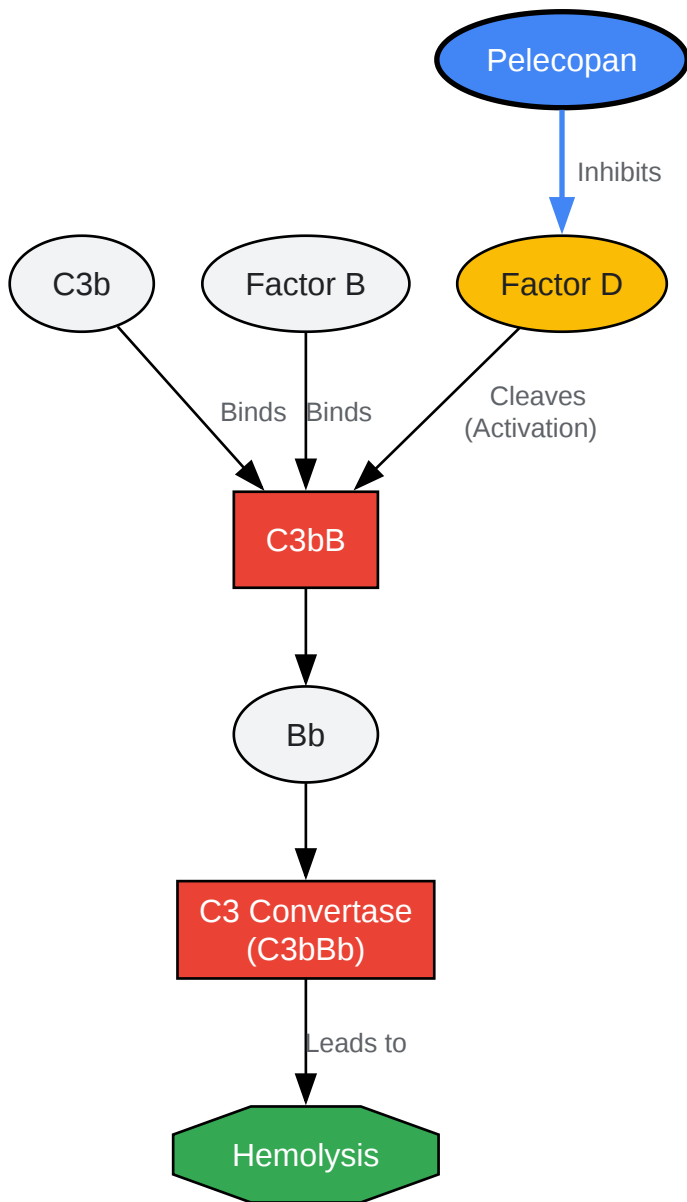 Pelecopan
Inhibits
C3b
Factor B
Factor D
Binds
Binds
Cleaves
(Activation)
C3bB
Bb
C3 Convertase
(C3bBb)
Leads to
Hemolysis